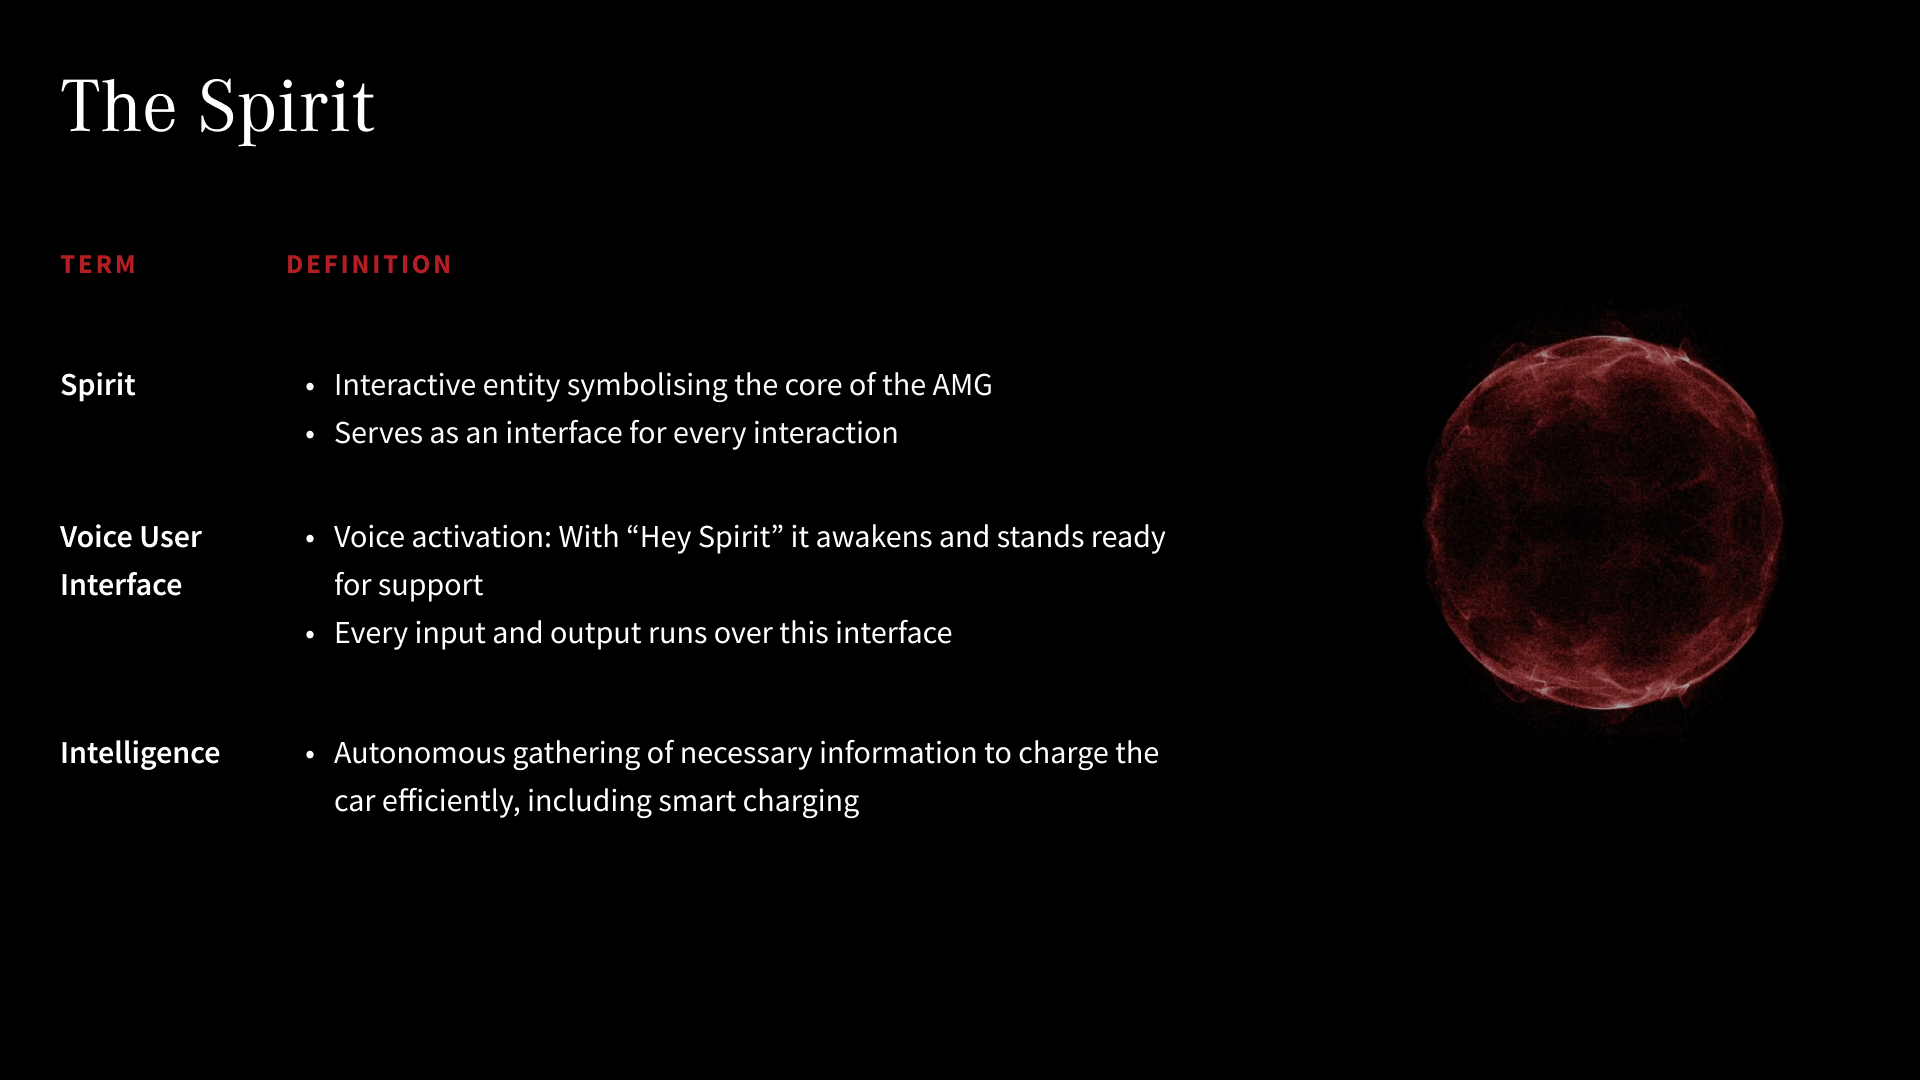 The Spirit
TERM
DEFINITION
Spirit
• Interactive entity symbolising the core of the AMG
• Serves as an interface for every interaction
Voice User
Interface
• Voice activation: With “Hey Spirit” it awakens and stands ready
for support
• Every input and output runs over this interface
Intelligence
• Autonomous gathering of necessary information to charge the
car efficiently, including smart charging